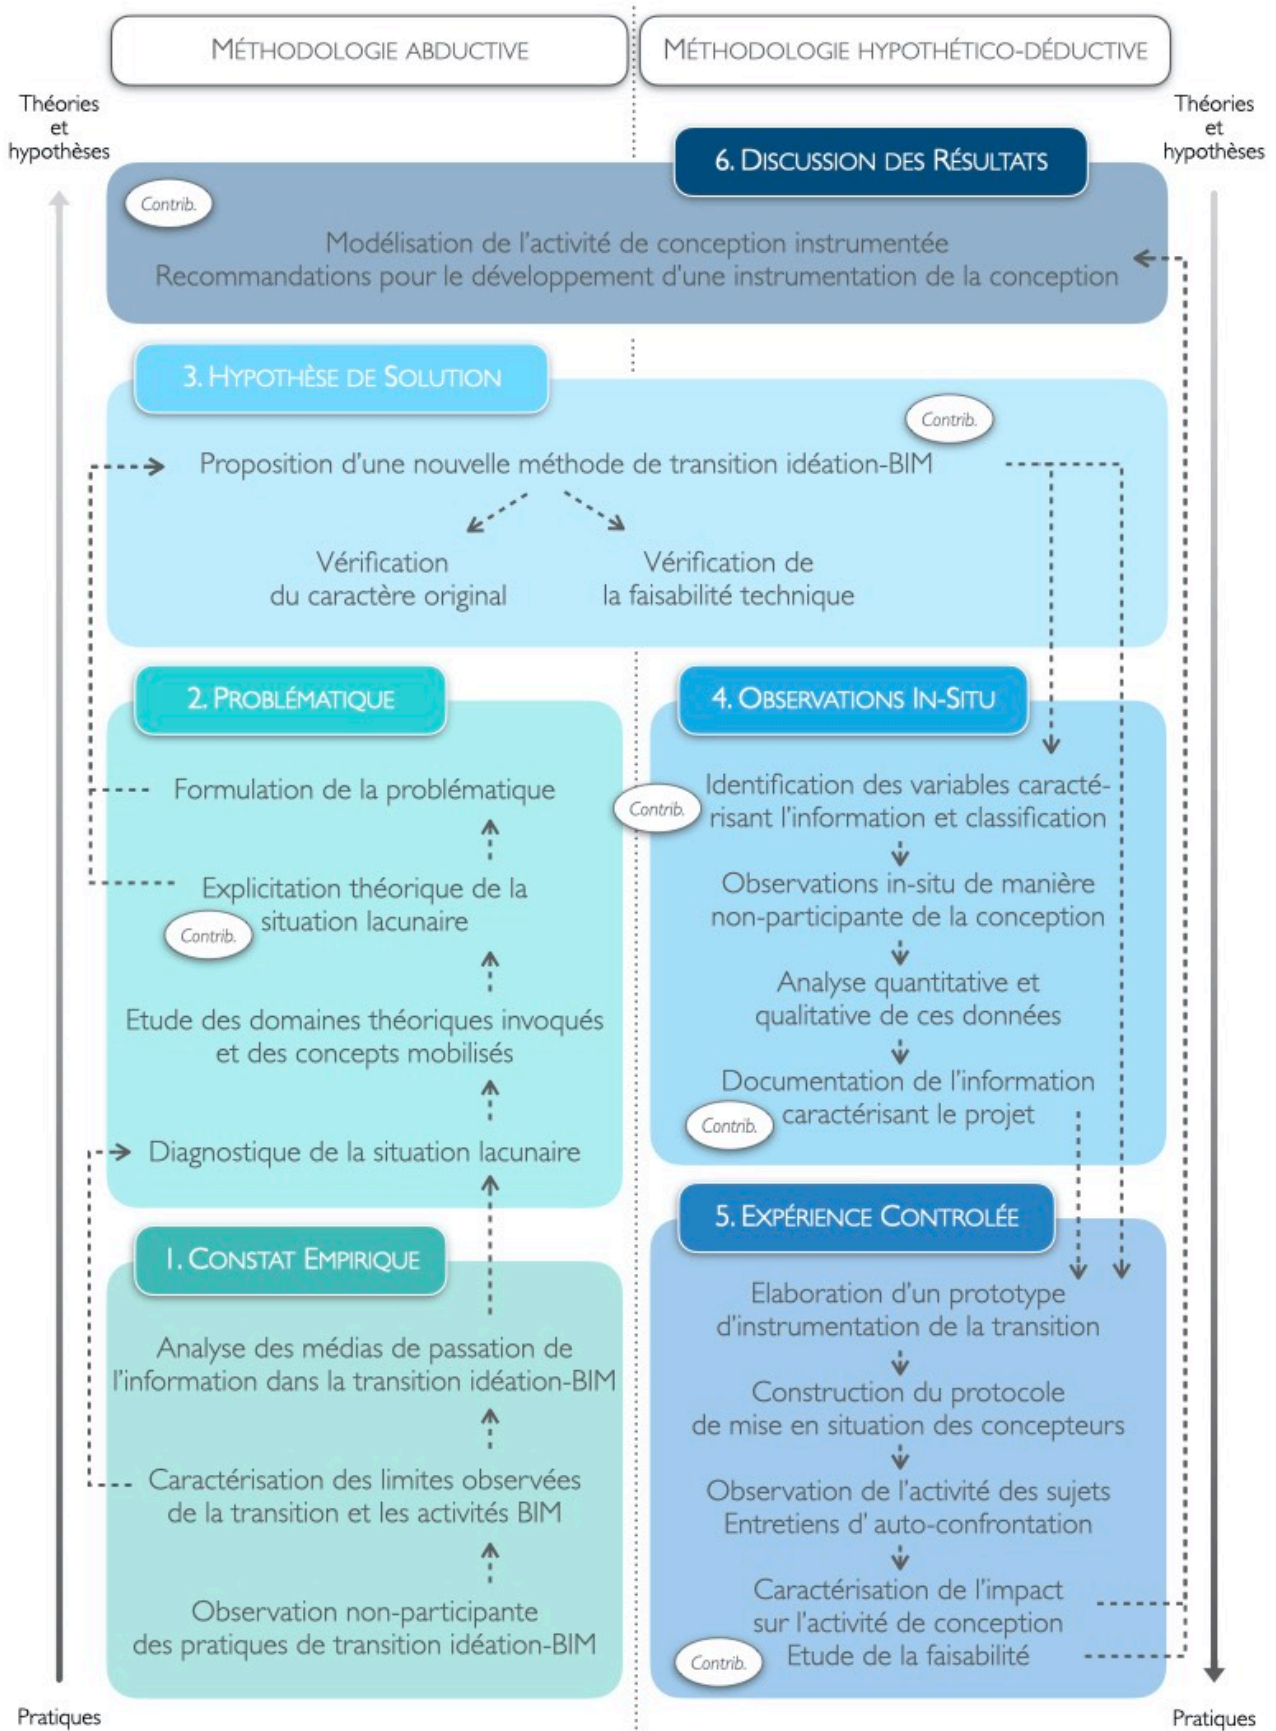 MÉTHODOLOGIE ABDUCTIVE
MÉTHODOLOGIE HYPOTHÉTICO-DÉDUCTIVE
Théories
et
hypothèses
Théories
et
hypothèses
6. DISCUSSION DES RÉSULTATS
Contrib.
Modélisation de l'activité de conception instrumentée
Recommandations pour le développement d'une instrumentation de la conception
3. HYPOTHÈSE DE SOLUTION
Contrib.
Proposition d'une nouvelle méthode de transition idéation-BIM
Vérification
du caractère original
Vérification de
la faisabilité technique
2. PROBLÉMATIQUE
Formulation de la problématique
Explicitation théorique de la
situation lacunaire
Contrib.
Etude des domaines théoriques invoqués
et des concepts mobilisés
Diagnostique de la situation lacunaire
1. CONSTAT EMPIRIQUE
Analyse des médias de passation de
l'information dans la transition idéation-BIM
Caractérisation des limites observées
de la transition et les activités BIM
Observation non-participante
des pratiques de transition idéation-BIM
Pratiques
4. OBSERVATIONS IN-SITU
Identification des variables caracté-
risant l'information et classification
Contrib.
Observations in-situ de manière
non-participante de la conception
Analyse quantitative et
qualitative de ces données
Documentation de l'information
caractérisant le projet
Contrib.
5. EXPÉRIENCE CONTROLÉE
Elaboration d'un prototype
d'instrumentation de la transition
Construction du protocole
de mise en situation des concepteurs
Observation de l'activité des sujets
Entretiens d' auto-confrontation
Caractérisation de l'impact
sur l'activité de conception
Etude de la faisabilité
Contrib.
Pratiques